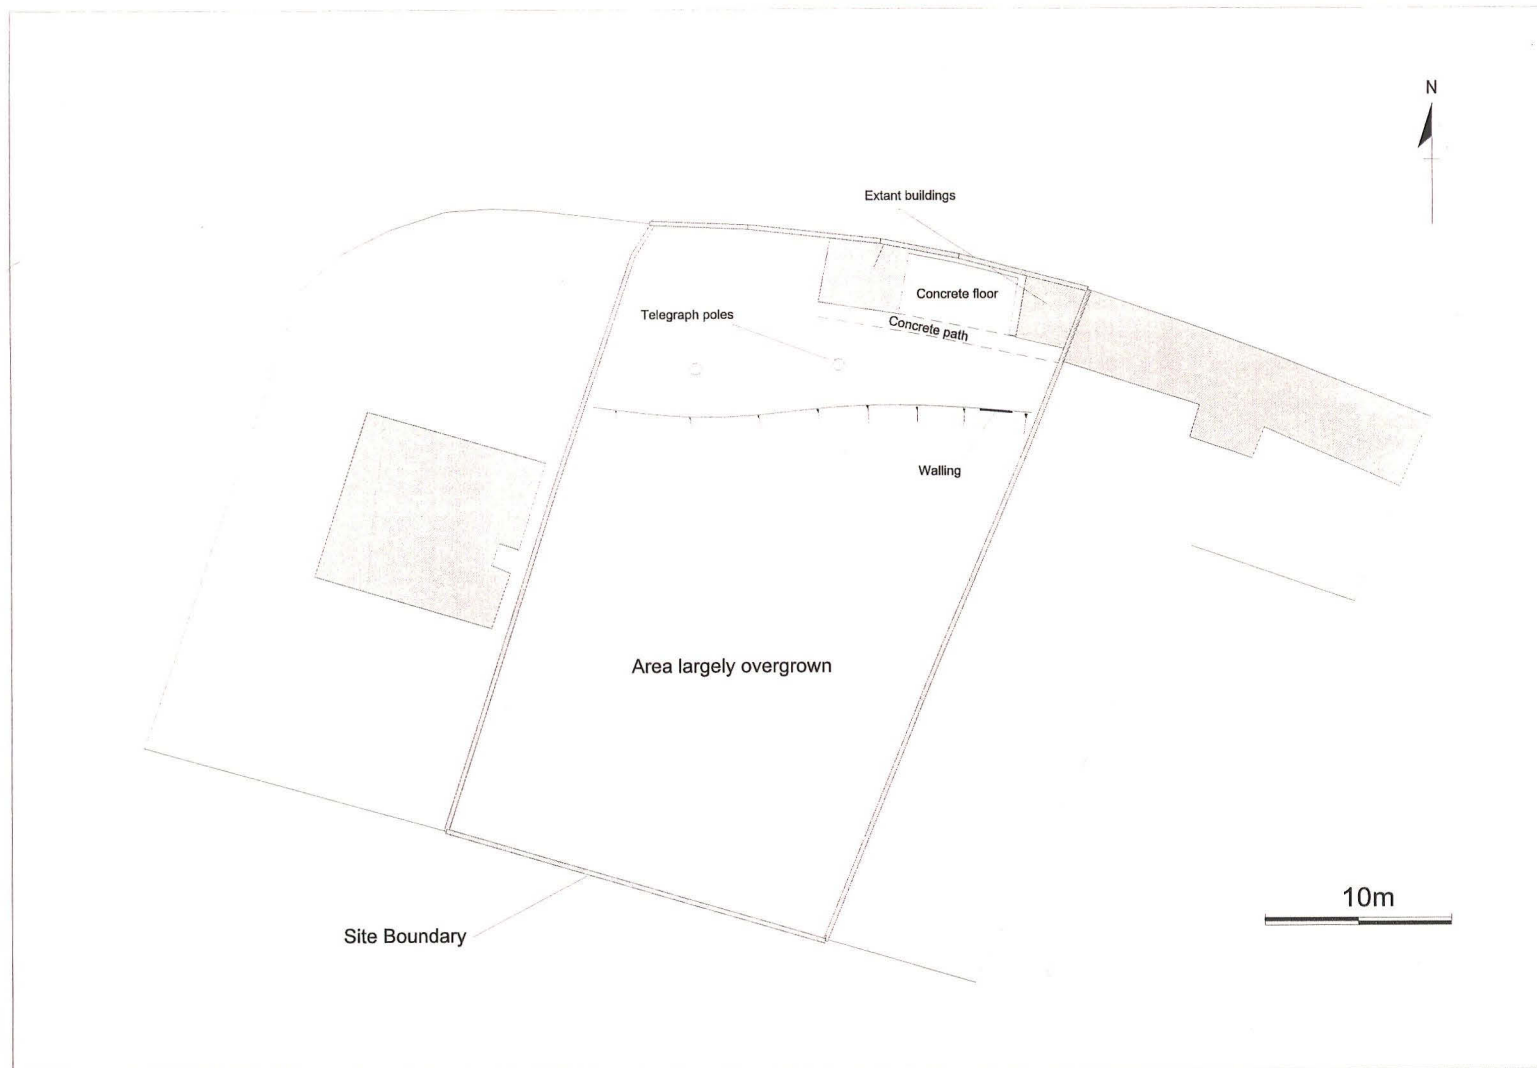 N
Extant buildings
Concrete floor
Telegraph poles
Concrete path
Walling
Area largely overgrown
10m
Site Boundary